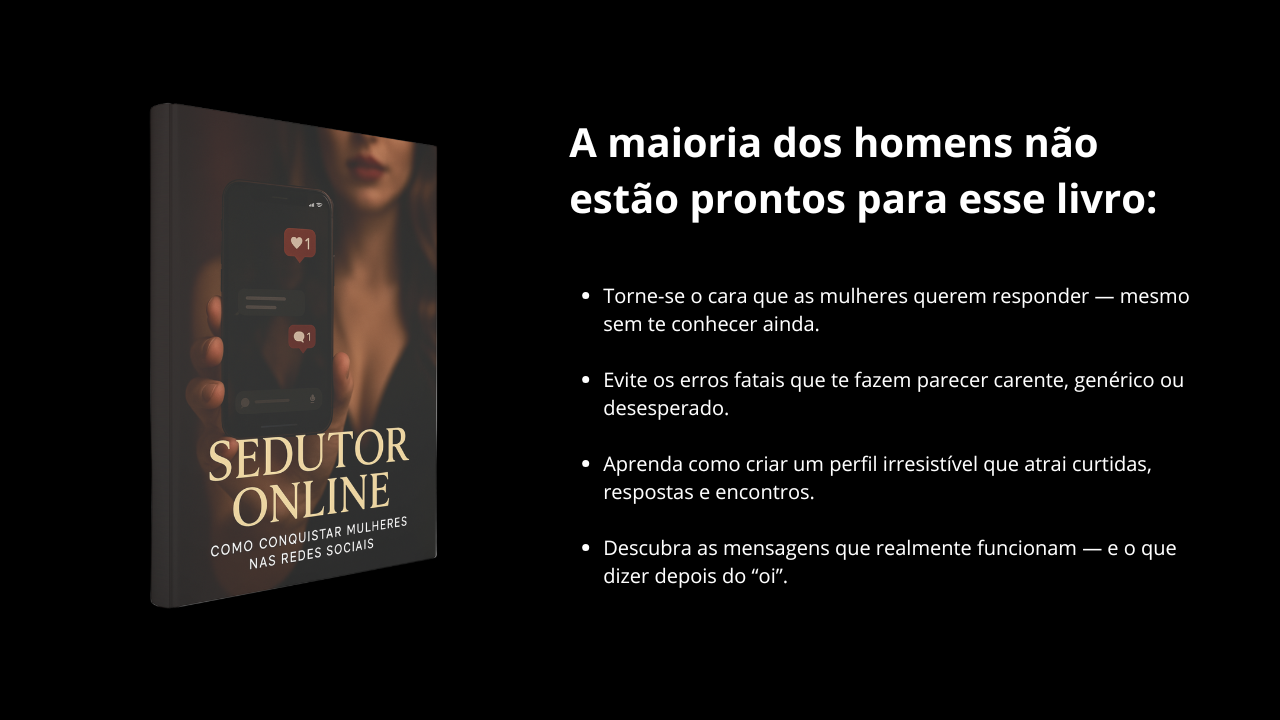 A maioria dos homens não
estão prontos para esse livro:
Torne-se o cara que as mulheres querem responder — mesmo
sem te conhecer ainda.
Evite os erros fatais que te fazem parecer carente, genérico ou
desesperado.
Aprenda como criar um perfil irresistível que atrai curtidas,
respostas e encontros.
Descubra as mensagens que realmente funcionam — e o que
dizer depois do “oi”.
1
1
SEDUTOR
ONLINE
COMO CONQUISTAR MULHERES
NAS REDES SOCIAIS